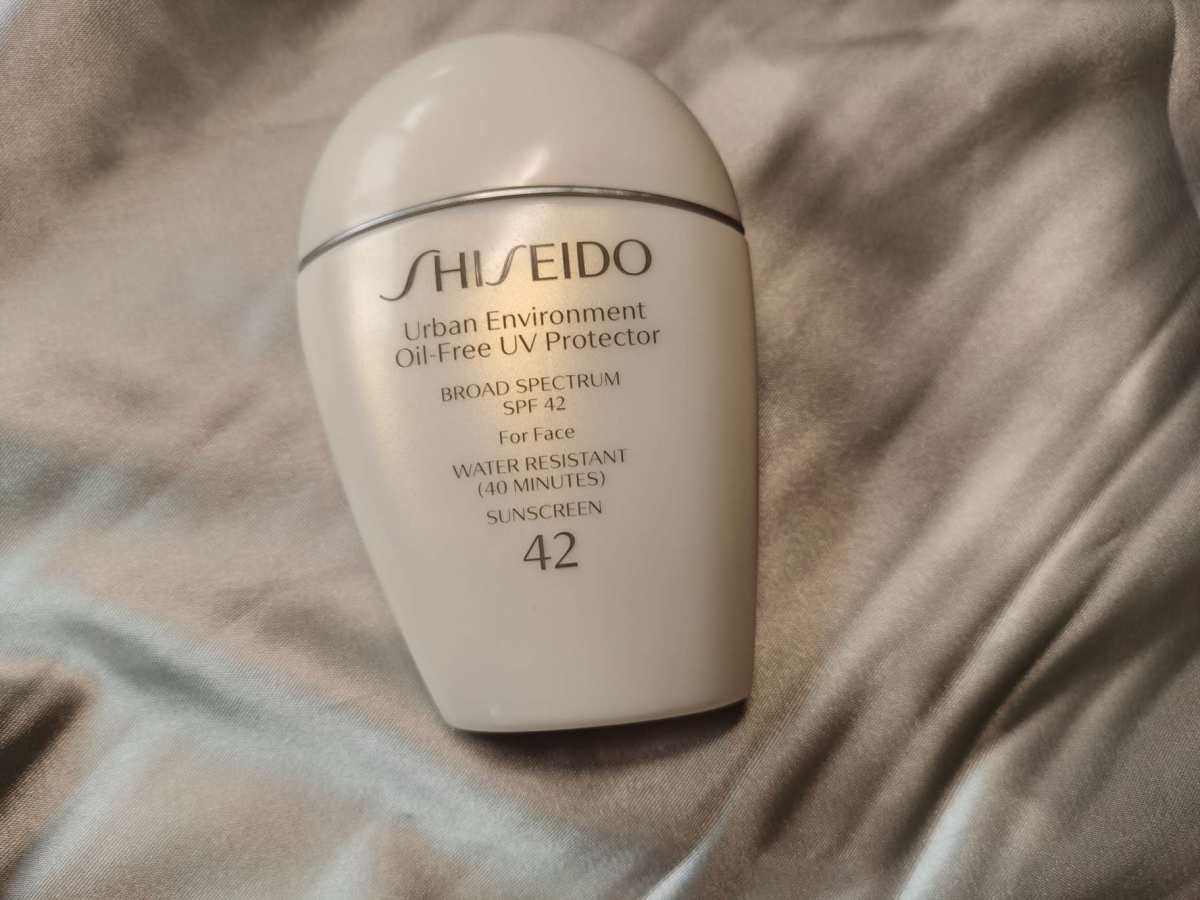 SHISEIDO
Urban Environment
Oil-Free UV Protector
BROAD SPECTRUM
SPF 42
For Face
WATER RESISTANT
(40 MINUTES)
SUNSCREEN
42